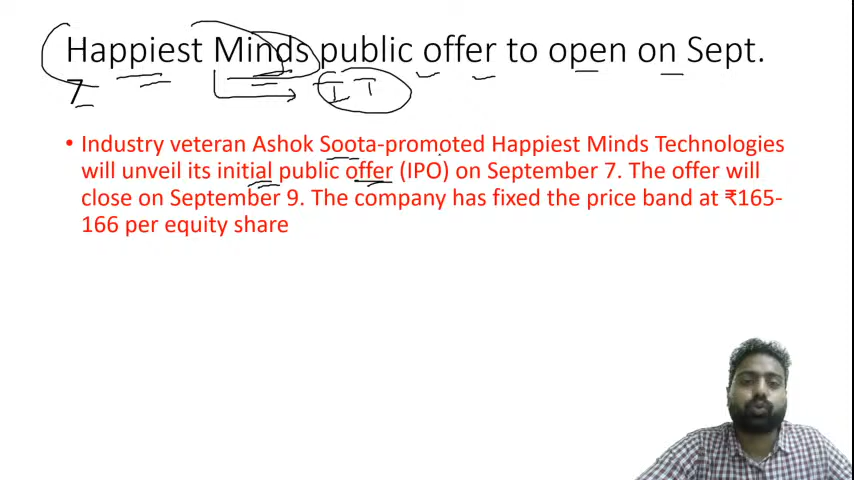 Happiest Minds public offer to open on Sept.
7
IT
• Industry veteran Ashok Soota-promoted Happiest Minds Technologies
will unveil its initial public offer (IPO) on September 7. The offer will
close on September 9. The company has fixed the price band at ₹165-
166 per equity share